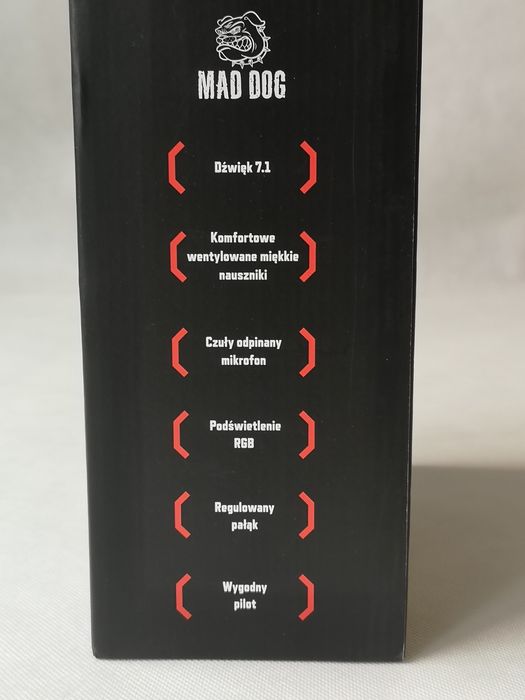 MAD DOG
Dźwięk 7.1
Komfortowe
wentylowane miękkie
nauszniki
Czuły odpinany
mikrofon
Podświetlenie
RGB
Regulowany
pałąk
Wygodny
pilot